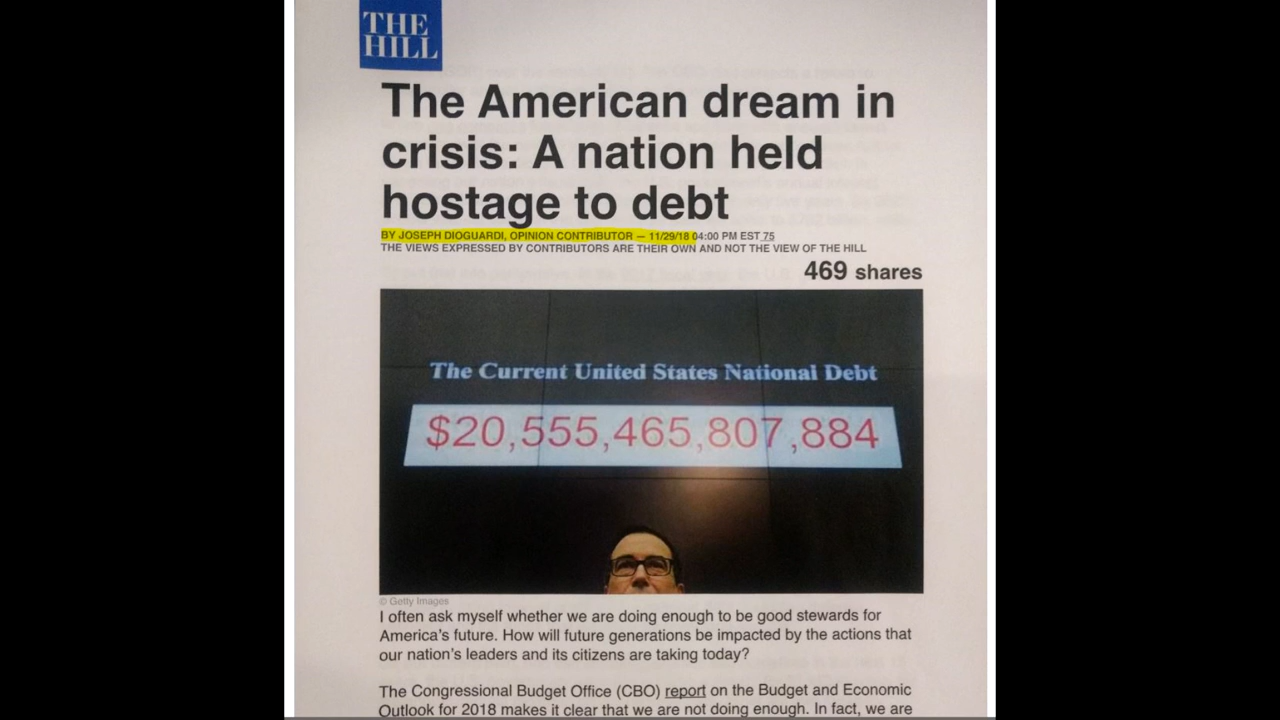 THE
HILL
The American dream in
crisis: A nation held
hostage to debt
BY JOSEPH DIOGUARDI, OPINION CONTRIBUTOR — 11/29/18 04:00 PM EST 75
THE VIEWS EXPRESSED BY CONTRIBUTORS ARE THEIR OWN AND NOT THE VIEW OF THE HILL
469 shares
The Current United States National Debt
$20,555,465,807,884
© Getty Images
I often ask myself whether we are doing enough to be good stewards for
America's future. How will future generations be impacted by the actions that
our nation's leaders and its citizens are taking today?
The Congressional Budget Office (CBO) report on the Budget and Economic
Outlook for 2018 makes it clear that we are not doing enough. In fact, we are